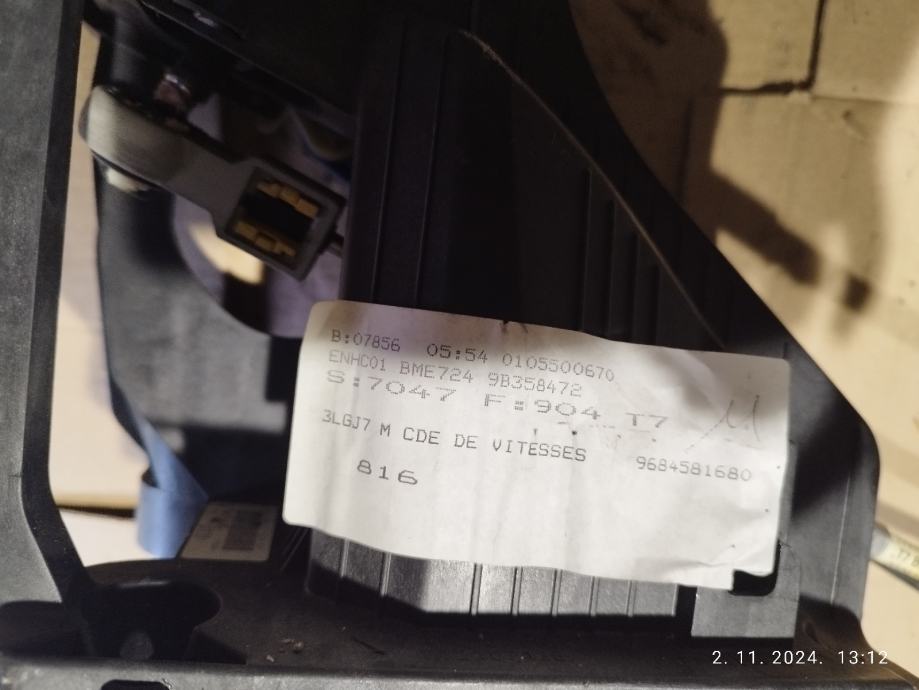 B:07856 05:54 0105500670
ENHC01 BME724 9B358472
S:7047 F:904 T7
3LGJ7 M CDE DE VITESSES 9684581680
816
2. 11. 2024. 13:12